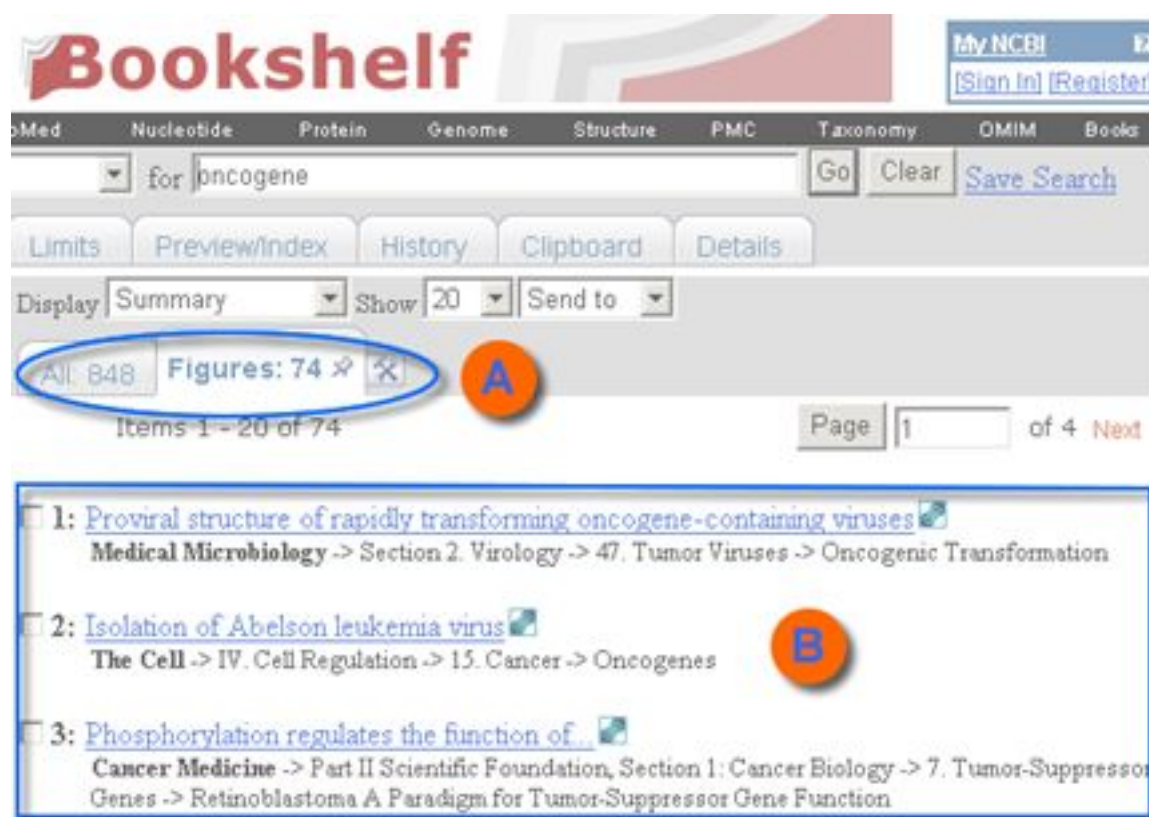 Bookshelf
My NCBI
[Sign In] [Register
bMed Nucleotide Protein Genome Structure PMC Taxonomy OMIM Books
for oncogene Go Clear Save Search
Limits Preview/Index History Clipboard Details
Display Summary Show 20 Send to
All: 848 Figures: 74 A
Items 1 - 20 of 74 Page 1 of 4 Next
1: Proviral structure of rapidly transforming oncogene-containing viruses
Medical Microbiology -> Section 2. Virology -> 47. Tumor Viruses -> Oncogenic Transformation
2: Isolation of Abelson leukemia virus
The Cell -> IV. Cell Regulation -> 15. Cancer -> Oncogenes
B
3: Phosphorylation regulates the function of...
Cancer Medicine -> Part II Scientific Foundation, Section 1: Cancer Biology -> 7. Tumor-Suppressor
Genes -> Retinoblastoma A Paradigm for Tumor-Suppressor Gene Function